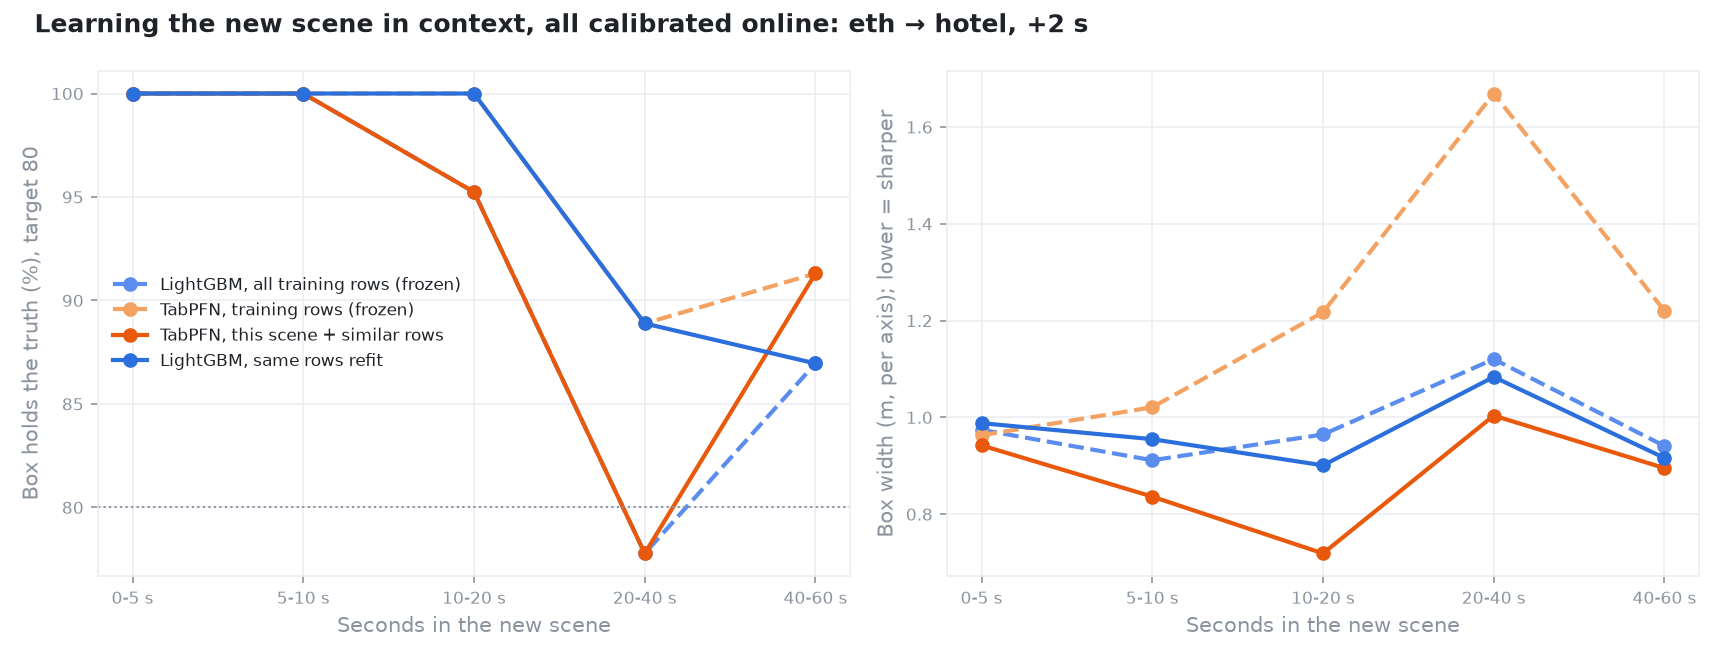 Learning the new scene in context, all calibrated online: eth → hotel, +2 s
Box holds the truth (%), target 80
100
95
90
85
80
LightGBM, all training rows (frozen)
TabPFN, training rows (frozen)
TabPFN, this scene + similar rows
LightGBM, same rows refit
0-5 s
5-10 s
10-20 s
20-40 s
40-60 s
Seconds in the new scene
Box width (m, per axis); lower = sharper
1.6
1.4
1.2
1.0
0.8
0-5 s
5-10 s
10-20 s
20-40 s
40-60 s
Seconds in the new scene